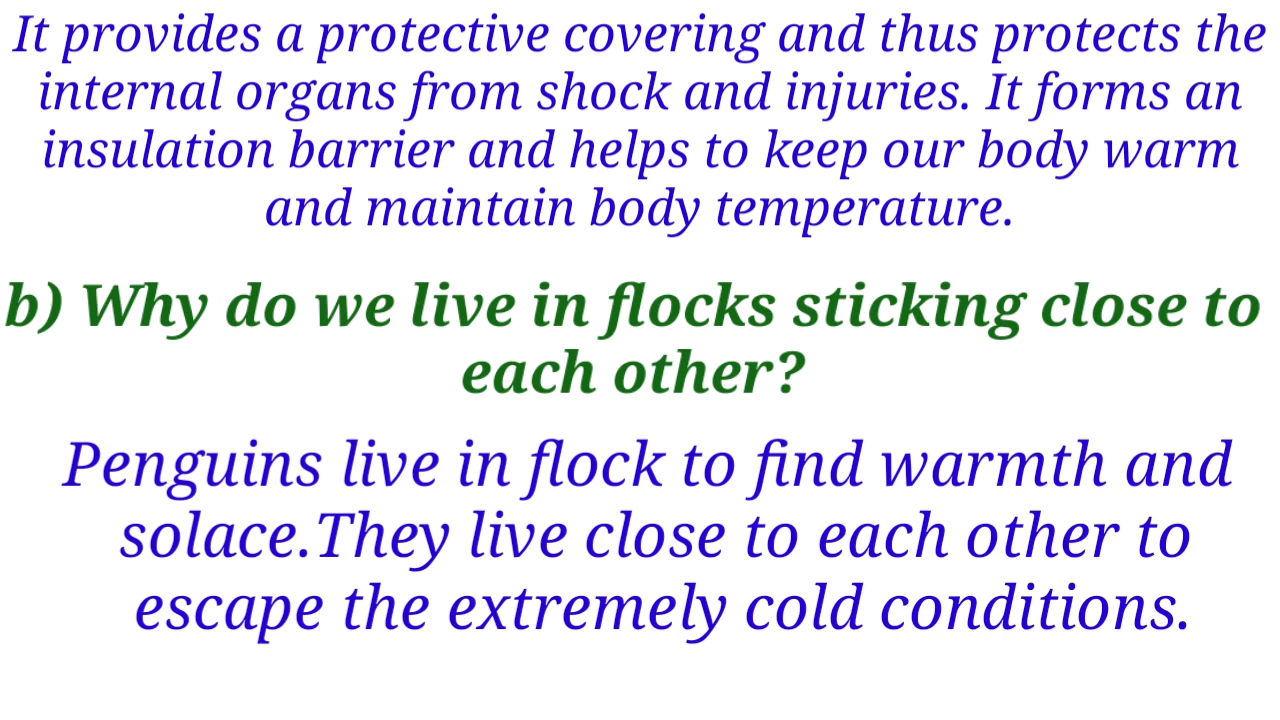 It provides a protective covering and thus protects the
internal organs from shock and injuries. It forms an
insulation barrier and helps to keep our body warm
and maintain body temperature.
b) Why do we live in flocks sticking close to
each other?
Penguins live in flock to find warmth and
solace.They live close to each other to
escape the extremely cold conditions.